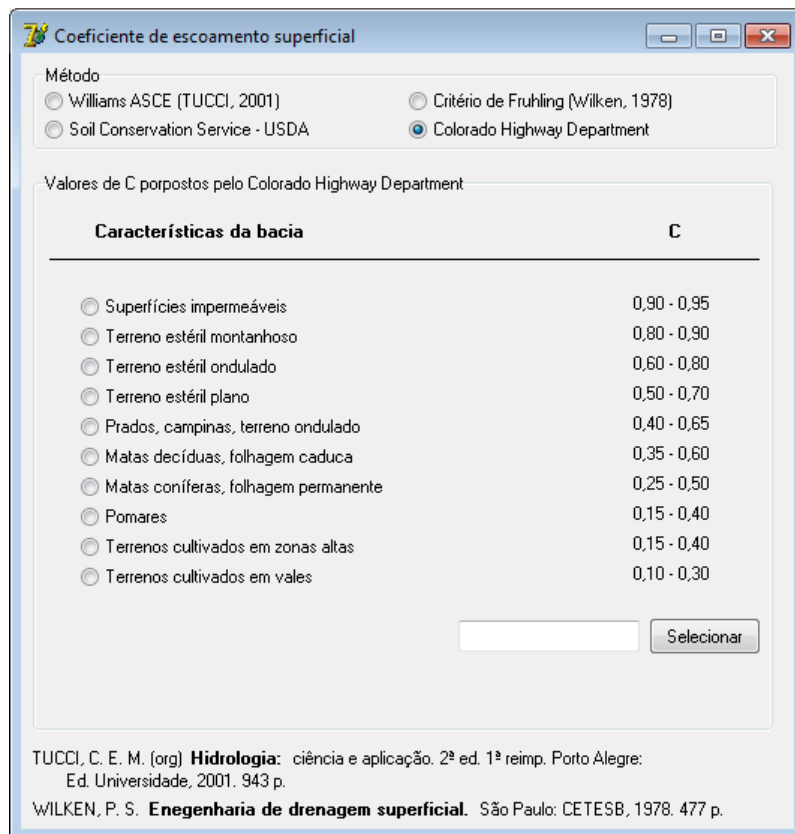 Coeficiente de escoamento superficial
Método
Williams ASCE (TUCCI, 2001)
Critério de Fruhling (Wilken, 1978)
Soil Conservation Service - USDA
Colorado Highway Department
Valores de C porpostos pelo Colorado Highway Department
Características da bacia C
Superfícies impermeáveis 0,90 - 0,95
Terreno estéril montanhoso 0,80 - 0,90
Terreno estéril ondulado 0,60 - 0,80
Terreno estéril plano 0,50 - 0,70
Prados, campinas, terreno ondulado 0,40 - 0,65
Matas decíduas, folhagem caduca 0,35 - 0,60
Matas coníferas, folhagem permanente 0,25 - 0,50
Pomares 0,15 - 0,40
Terrenos cultivados em zonas altas 0,15 - 0,40
Terrenos cultivados em vales 0,10 - 0,30
Selecionar
TUCCI, C. E. M. (org) Hidrologia: ciência e aplicação. 2ª ed. 1ª reimp. Porto Alegre:
Ed. Universidade, 2001. 943 p.
WILKEN, P. S. Enegenharia de drenagem superficial. São Paulo: CETESB, 1978. 477 p.